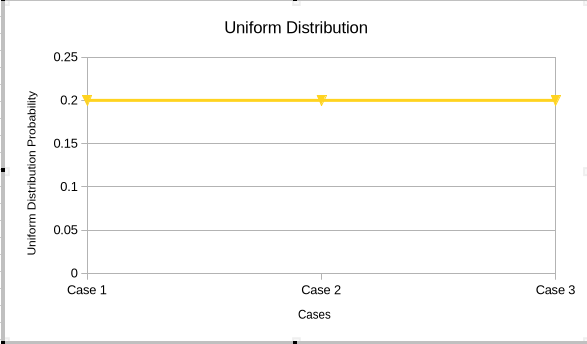 Uniform Distribution
Uniform Distribution Probability
0.25
0.2
0.15
0.1
0.05
0
Case 1 Case 2 Case 3
Cases